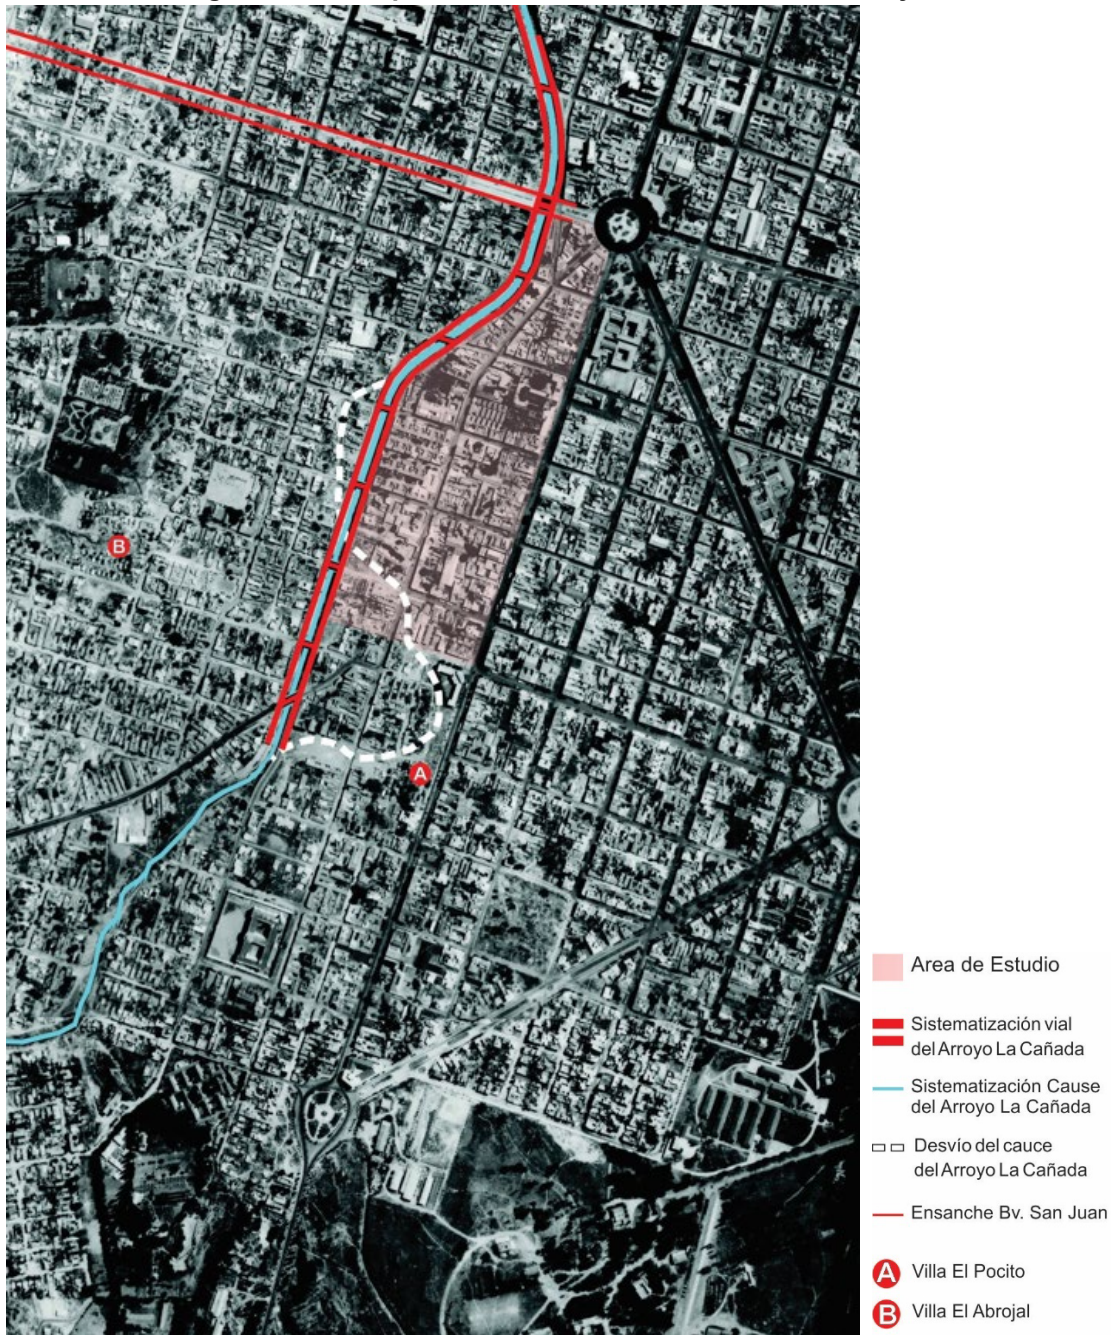 B
A
Area de Estudio
Sistematización vial
del Arroyo La Cañada
Sistematización Cause
del Arroyo La Cañada
Desvío del cauce
del Arroyo La Cañada
Ensanche Bv. San Juan
A Villa El Pocito
B Villa El Abrojal